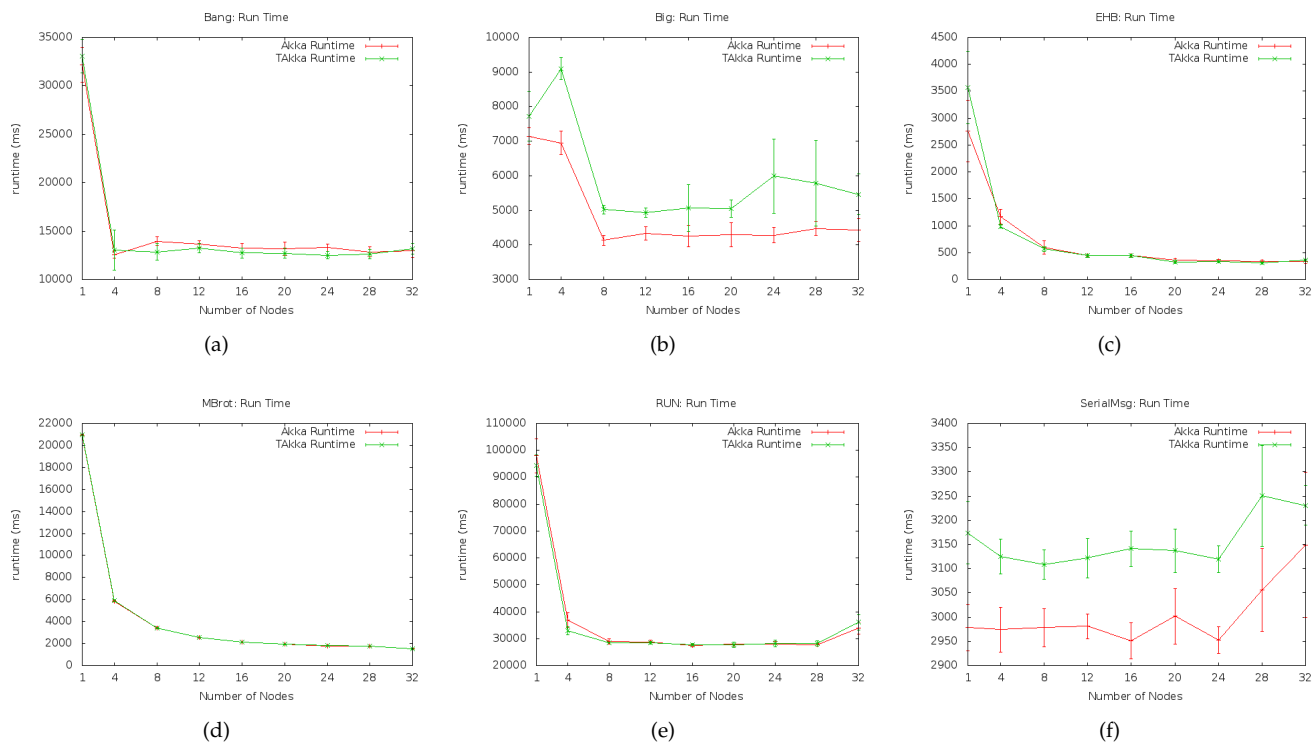 Bang: Run Time
35000
30000
25000
20000
15000
10000
runtime (ms)
Akka Runtime
TAkka Runtime
1 4 8 12 16 20 24 28 32
Number of Nodes
(a)
Big: Run Time
10000
9000
8000
7000
6000
5000
4000
3000
runtime (ms)
Akka Runtime
TAkka Runtime
1 4 8 12 16 20 24 28 32
Number of Nodes
(b)
EHB: Run Time
4500
4000
3500
3000
2500
2000
1500
1000
500
0
runtime (ms)
Akka Runtime
TAkka Runtime
1 4 8 12 16 20 24 28 32
Number of Nodes
(c)
MBrot: Run Time
22000
20000
18000
16000
14000
12000
10000
8000
6000
4000
2000
0
runtime (ms)
Akka Runtime
TAkka Runtime
1 4 8 12 16 20 24 28 32
Number of Nodes
(d)
RUN: Run Time
110000
100000
90000
80000
70000
60000
50000
40000
30000
20000
runtime (ms)
Akka Runtime
TAkka Runtime
1 4 8 12 16 20 24 28 32
Number of Nodes
(e)
SerialMsg: Run Time
3400
3350
3300
3250
3200
3150
3100
3050
3000
2950
2900
runtime (ms)
Akka Runtime
TAkka Runtime
1 4 8 12 16 20 24 28 32
Number of Nodes
(f)